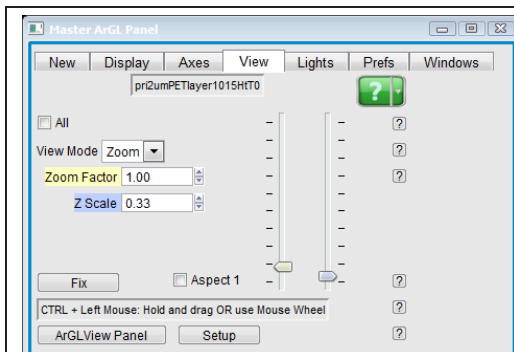 Master ArGL Panel
New Display Axes View Lights Prefs Windows
pri2umPETlayer1015HtT0
?
All
?
View Mode Zoom
?
Zoom Factor 1.00
?
Z Scale 0.33
Fix
Aspect 1
?
CTRL + Left Mouse: Hold and drag OR use Mouse Wheel
?
ArGLView Panel Setup
?